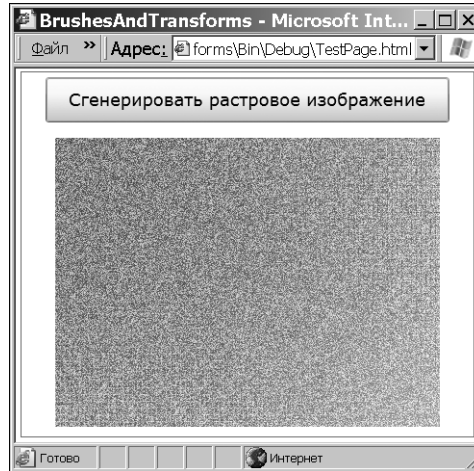 BrushesAndTransforms - Microsoft Int...
Файл » Адрес: forms\Bin\Debug\TestPage.html
Сгенерировать растровое изображение
Готово Интернет